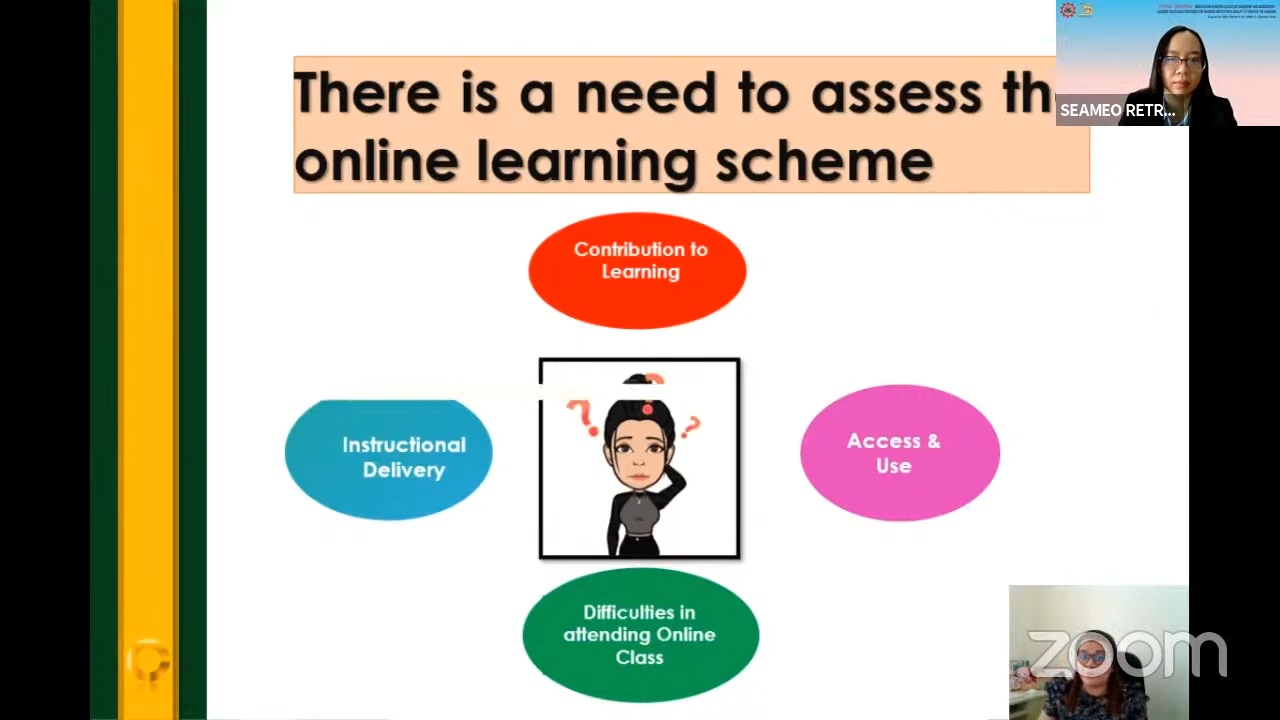 There is a need to assess th
online learning scheme
SEAMEO RETR...
Contribution to
Learning
Instructional
Delivery
Access &
Use
Difficulties in
attending Online
Class
zoom